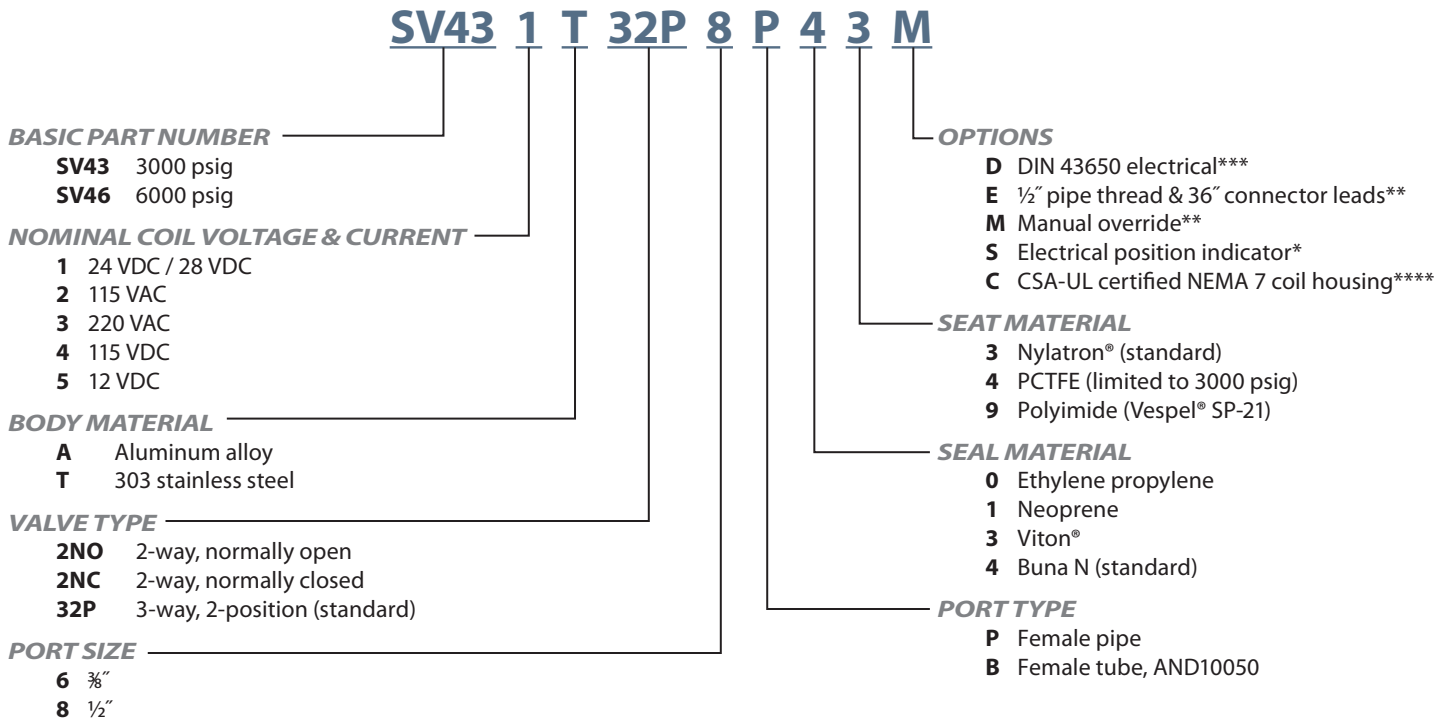 SV43 1 T 32P 8 P 4 3 M
BASIC PART NUMBER
SV43 3000 psig
SV46 6000 psig
NOMINAL COIL VOLTAGE & CURRENT
1 24 VDC / 28 VDC
2 115 VAC
3 220 VAC
4 115 VDC
5 12 VDC
BODY MATERIAL
A Aluminum alloy
T 303 stainless steel
VALVE TYPE
2NO 2-way, normally open
2NC 2-way, normally closed
32P 3-way, 2-position (standard)
PORT SIZE
6 ⅜˝
8 ½˝
OPTIONS
D DIN 43650 electrical***
E ½˝ pipe thread & 36˝ connector leads**
M Manual override**
S Electrical position indicator*
C CSA-UL certified NEMA 7 coil housing****
SEAT MATERIAL
3 Nylatron® (standard)
4 PCTFE (limited to 3000 psig)
9 Polyimide (Vespel® SP-21)
SEAL MATERIAL
0 Ethylene propylene
1 Neoprene
3 Viton®
4 Buna N (standard)
PORT TYPE
P Female pipe
B Female tube, AND10050